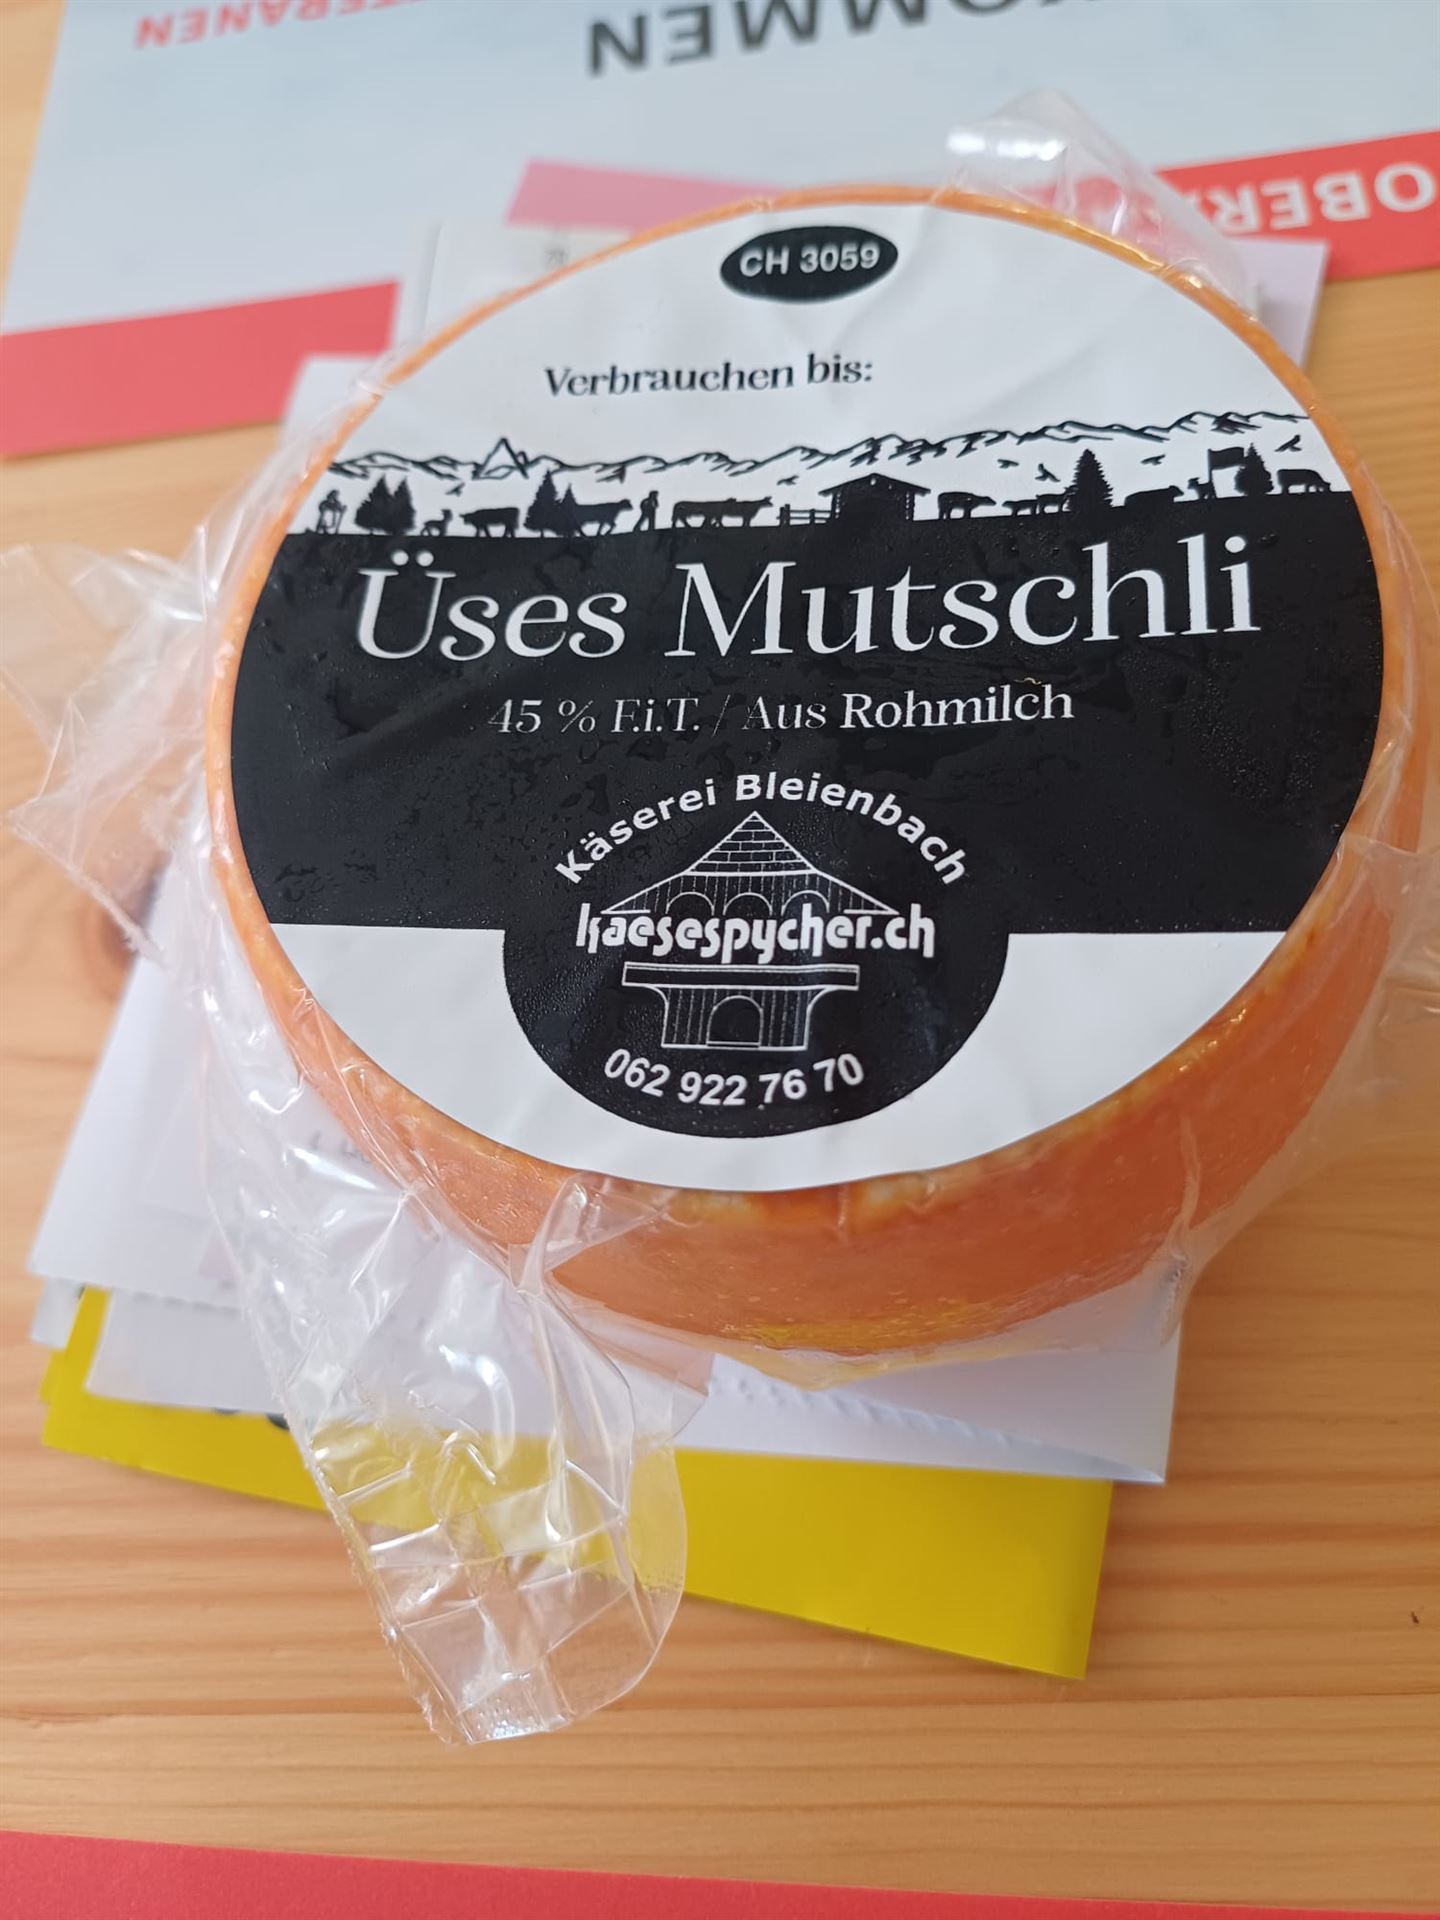 CH 3059
Verbrauchen bis:
Üses Mutschli
45 % F.i.T. / Aus Rohmilch
Käserei Bleienbach
kaesespycher.ch
062 922 76 70